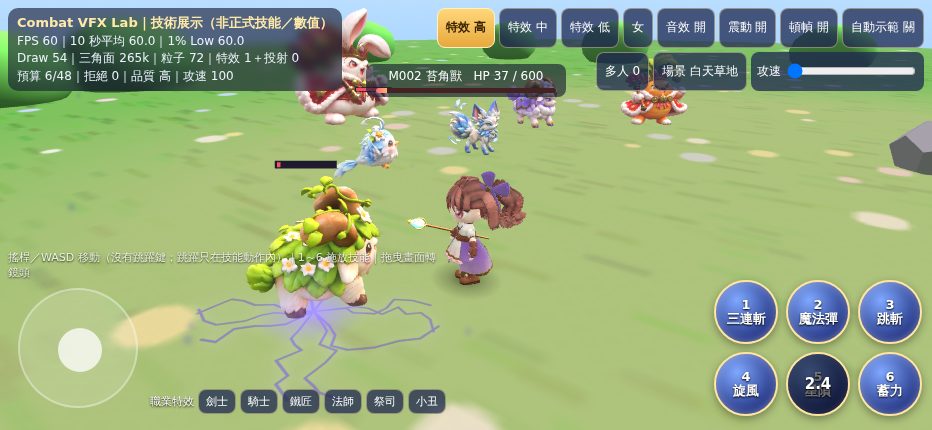 Combat VFX Lab｜技術展示（非正式技能／數值）
FPS 60｜10 秒平均 60.0｜1% Low 60.0
Draw 54｜三角面 265k｜粒子 72｜特效 1＋投射 0
預算 6/48｜拒絕 0｜品質 高｜攻速 100
特效 高
特效 中
特效 低
女
音效 開
震動 開
頓幀 開
自動示範 關
多人 0
場景 白天草地
攻速
M002 苔角獸 HP 37 / 600
搖桿／WASD 移動（沒有跳躍鍵；跳躍只在技能動作內）｜1～6 施放技能｜拖曳畫面轉
鏡頭
1
三連斬
2
魔法彈
3
跳斬
4
旋風
2.4
6
蓄力
職業特效
劍士
騎士
鐵匠
法師
祭司
小丑